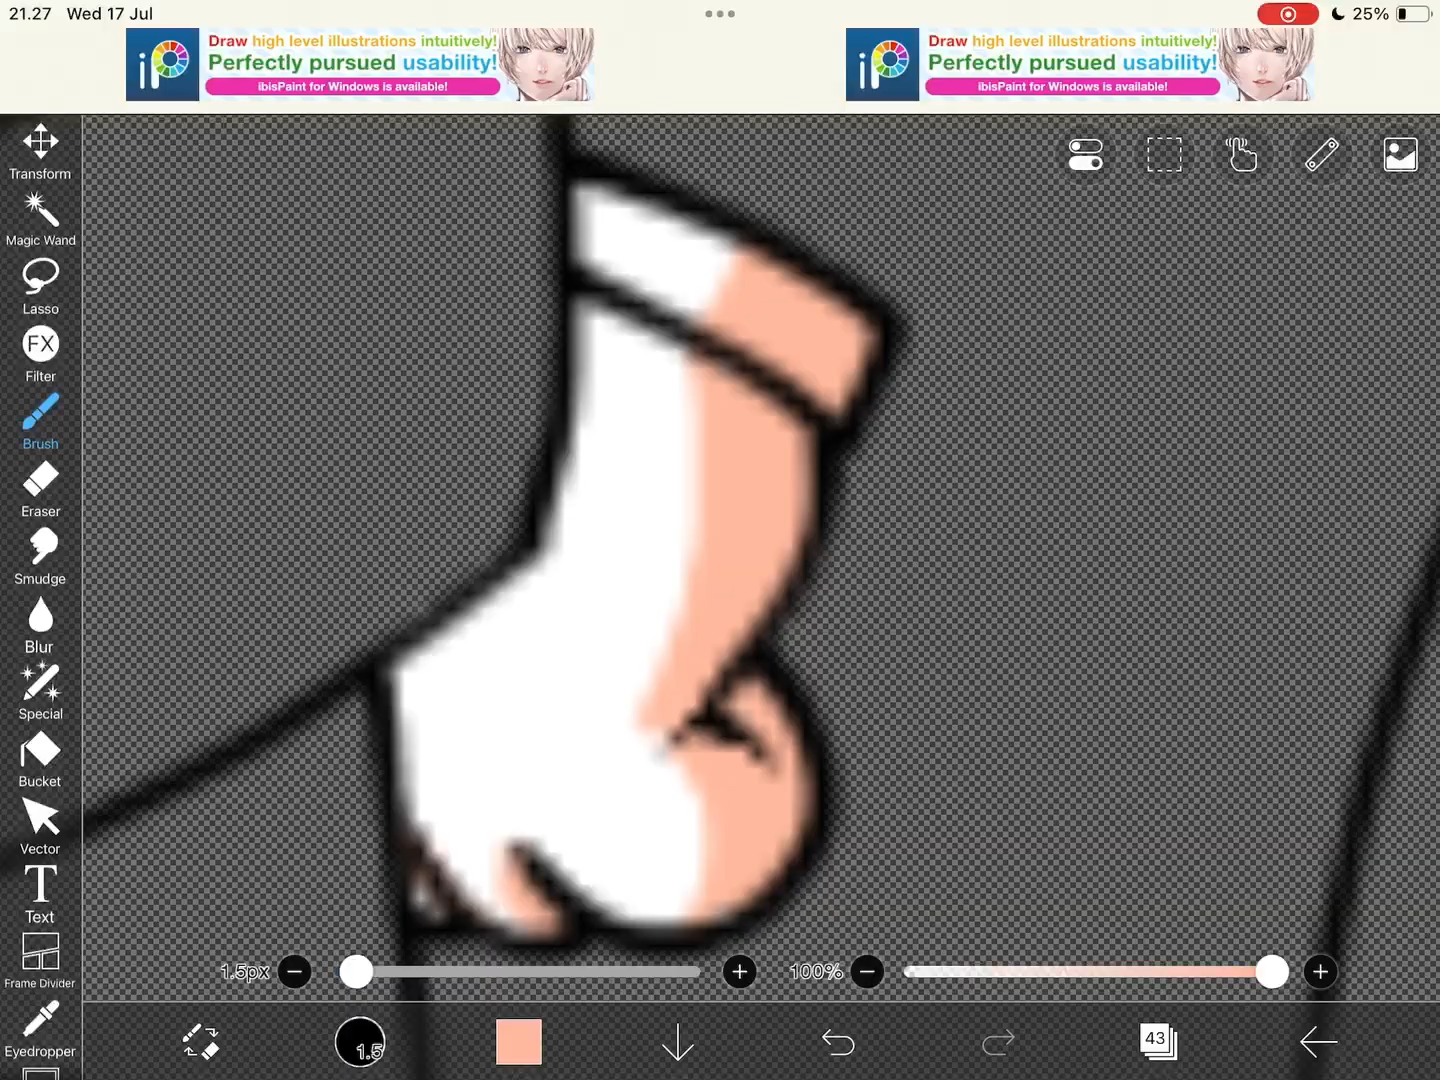 21.27 Wed 17 Jul
25%
Draw high level illustrations intuitively!
Perfectly pursued usability!
ibisPaint for Windows is available!
Draw high level illustrations intuitively!
Perfectly pursued usability!
ibisPaint for Windows is available!
Transform
Magic Wand
Lasso
FX
Filter
Brush
Eraser
Smudge
Blur
Special
Bucket
Vector
T
Text
Frame Divider
Eyedropper
1.5px
100%
1.5
43